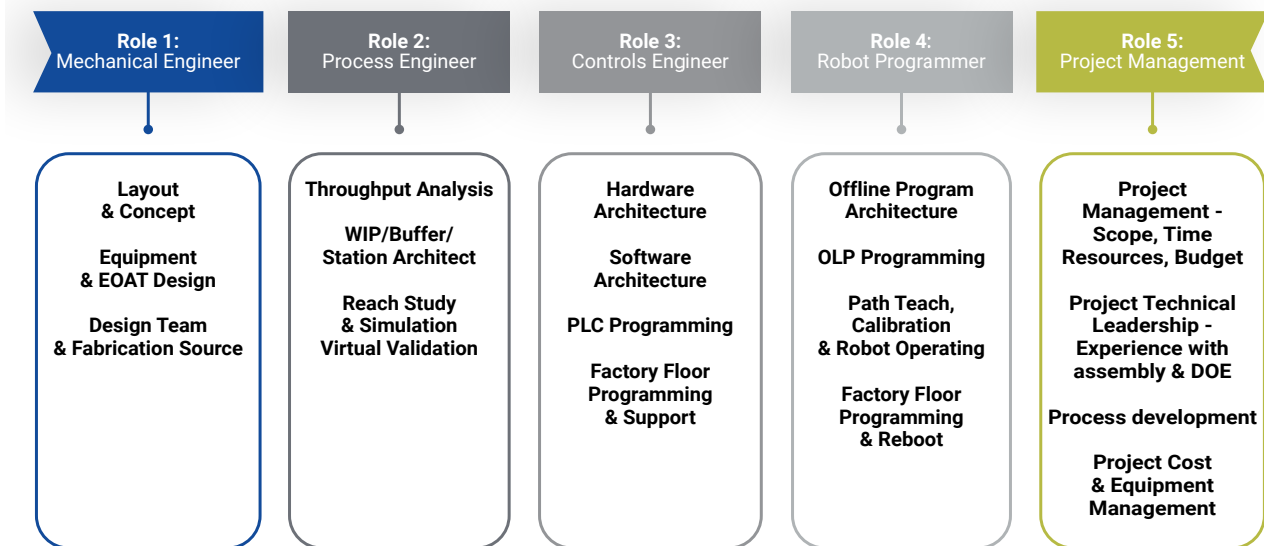 Role 1:
Mechanical Engineer
Role 2:
Process Engineer
Role 3:
Controls Engineer
Role 4:
Robot Programmer
Role 5:
Project Management
Layout
& Concept
Equipment
& EOAT Design
Design Team
& Fabrication Source
Throughput Analysis
WIP/Buffer/
Station Architect
Reach Study
& Simulation
Virtual Validation
Hardware
Architecture
Software
Architecture
PLC Programming
Factory Floor
Programming
& Support
Offline Program
Architecture
OLP Programming
Path Teach,
Calibration
& Robot Operating
Factory Floor
Programming
& Reboot
Project
Management -
Scope, Time
Resources, Budget
Project Technical
Leadership -
Experience with
assembly & DOE
Process development
Project Cost
& Equipment
Management